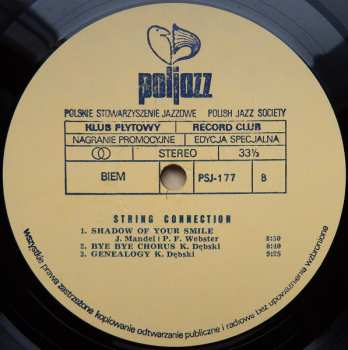 poljazz
POLSKIE STOWARZYSZENIE JAZZOWE POLISH JAZZ SOCIETY
KLUB PŁYTOWY RECORD CLUB
NAGRANIE PROMOCYJNE EDYCJA SPECJALNA
STEREO 33⅓
BIEM PSJ-177 B
STRING CONNECTION
1. SHADOW OF YOUR SMILE
J. Mandel/P. F. Webster 8:50
2. BYE BYE CHORUS K. Dębski 8:40
3. GENEALOGY K. Dębski 9:25
wszystkie prawa zastrzeżone kopiowanie odtwarzanie publiczne i radiowe bez upoważnienia wzbronione